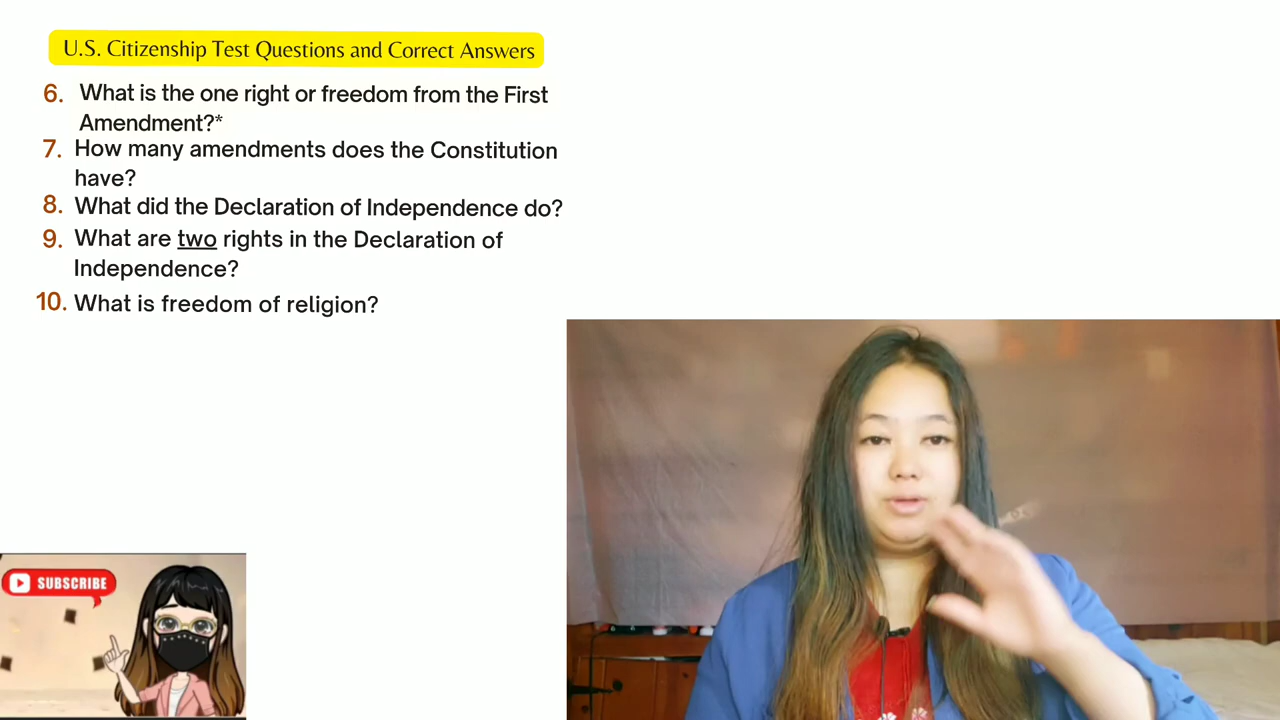 U.S. Citizenship Test Questions and Correct Answers
6. What is the one right or freedom from the First
Amendment?*
7. How many amendments does the Constitution
have?
8. What did the Declaration of Independence do?
9. What are two rights in the Declaration of
Independence?
10. What is freedom of religion?
SUBSCRIBE